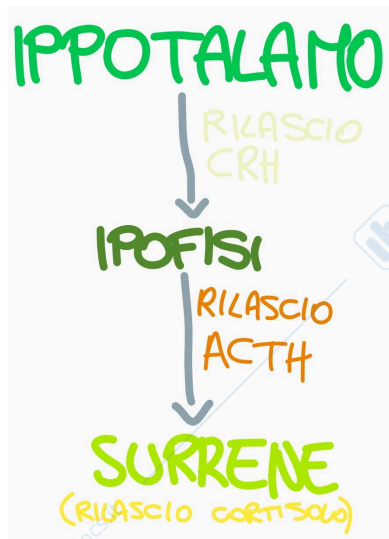 IPPOTALAMO
RILASCIO
CRH
IPOFISI
RILASCIO
ACTH
SURRENE
(RILASCIO CORTISOLO)